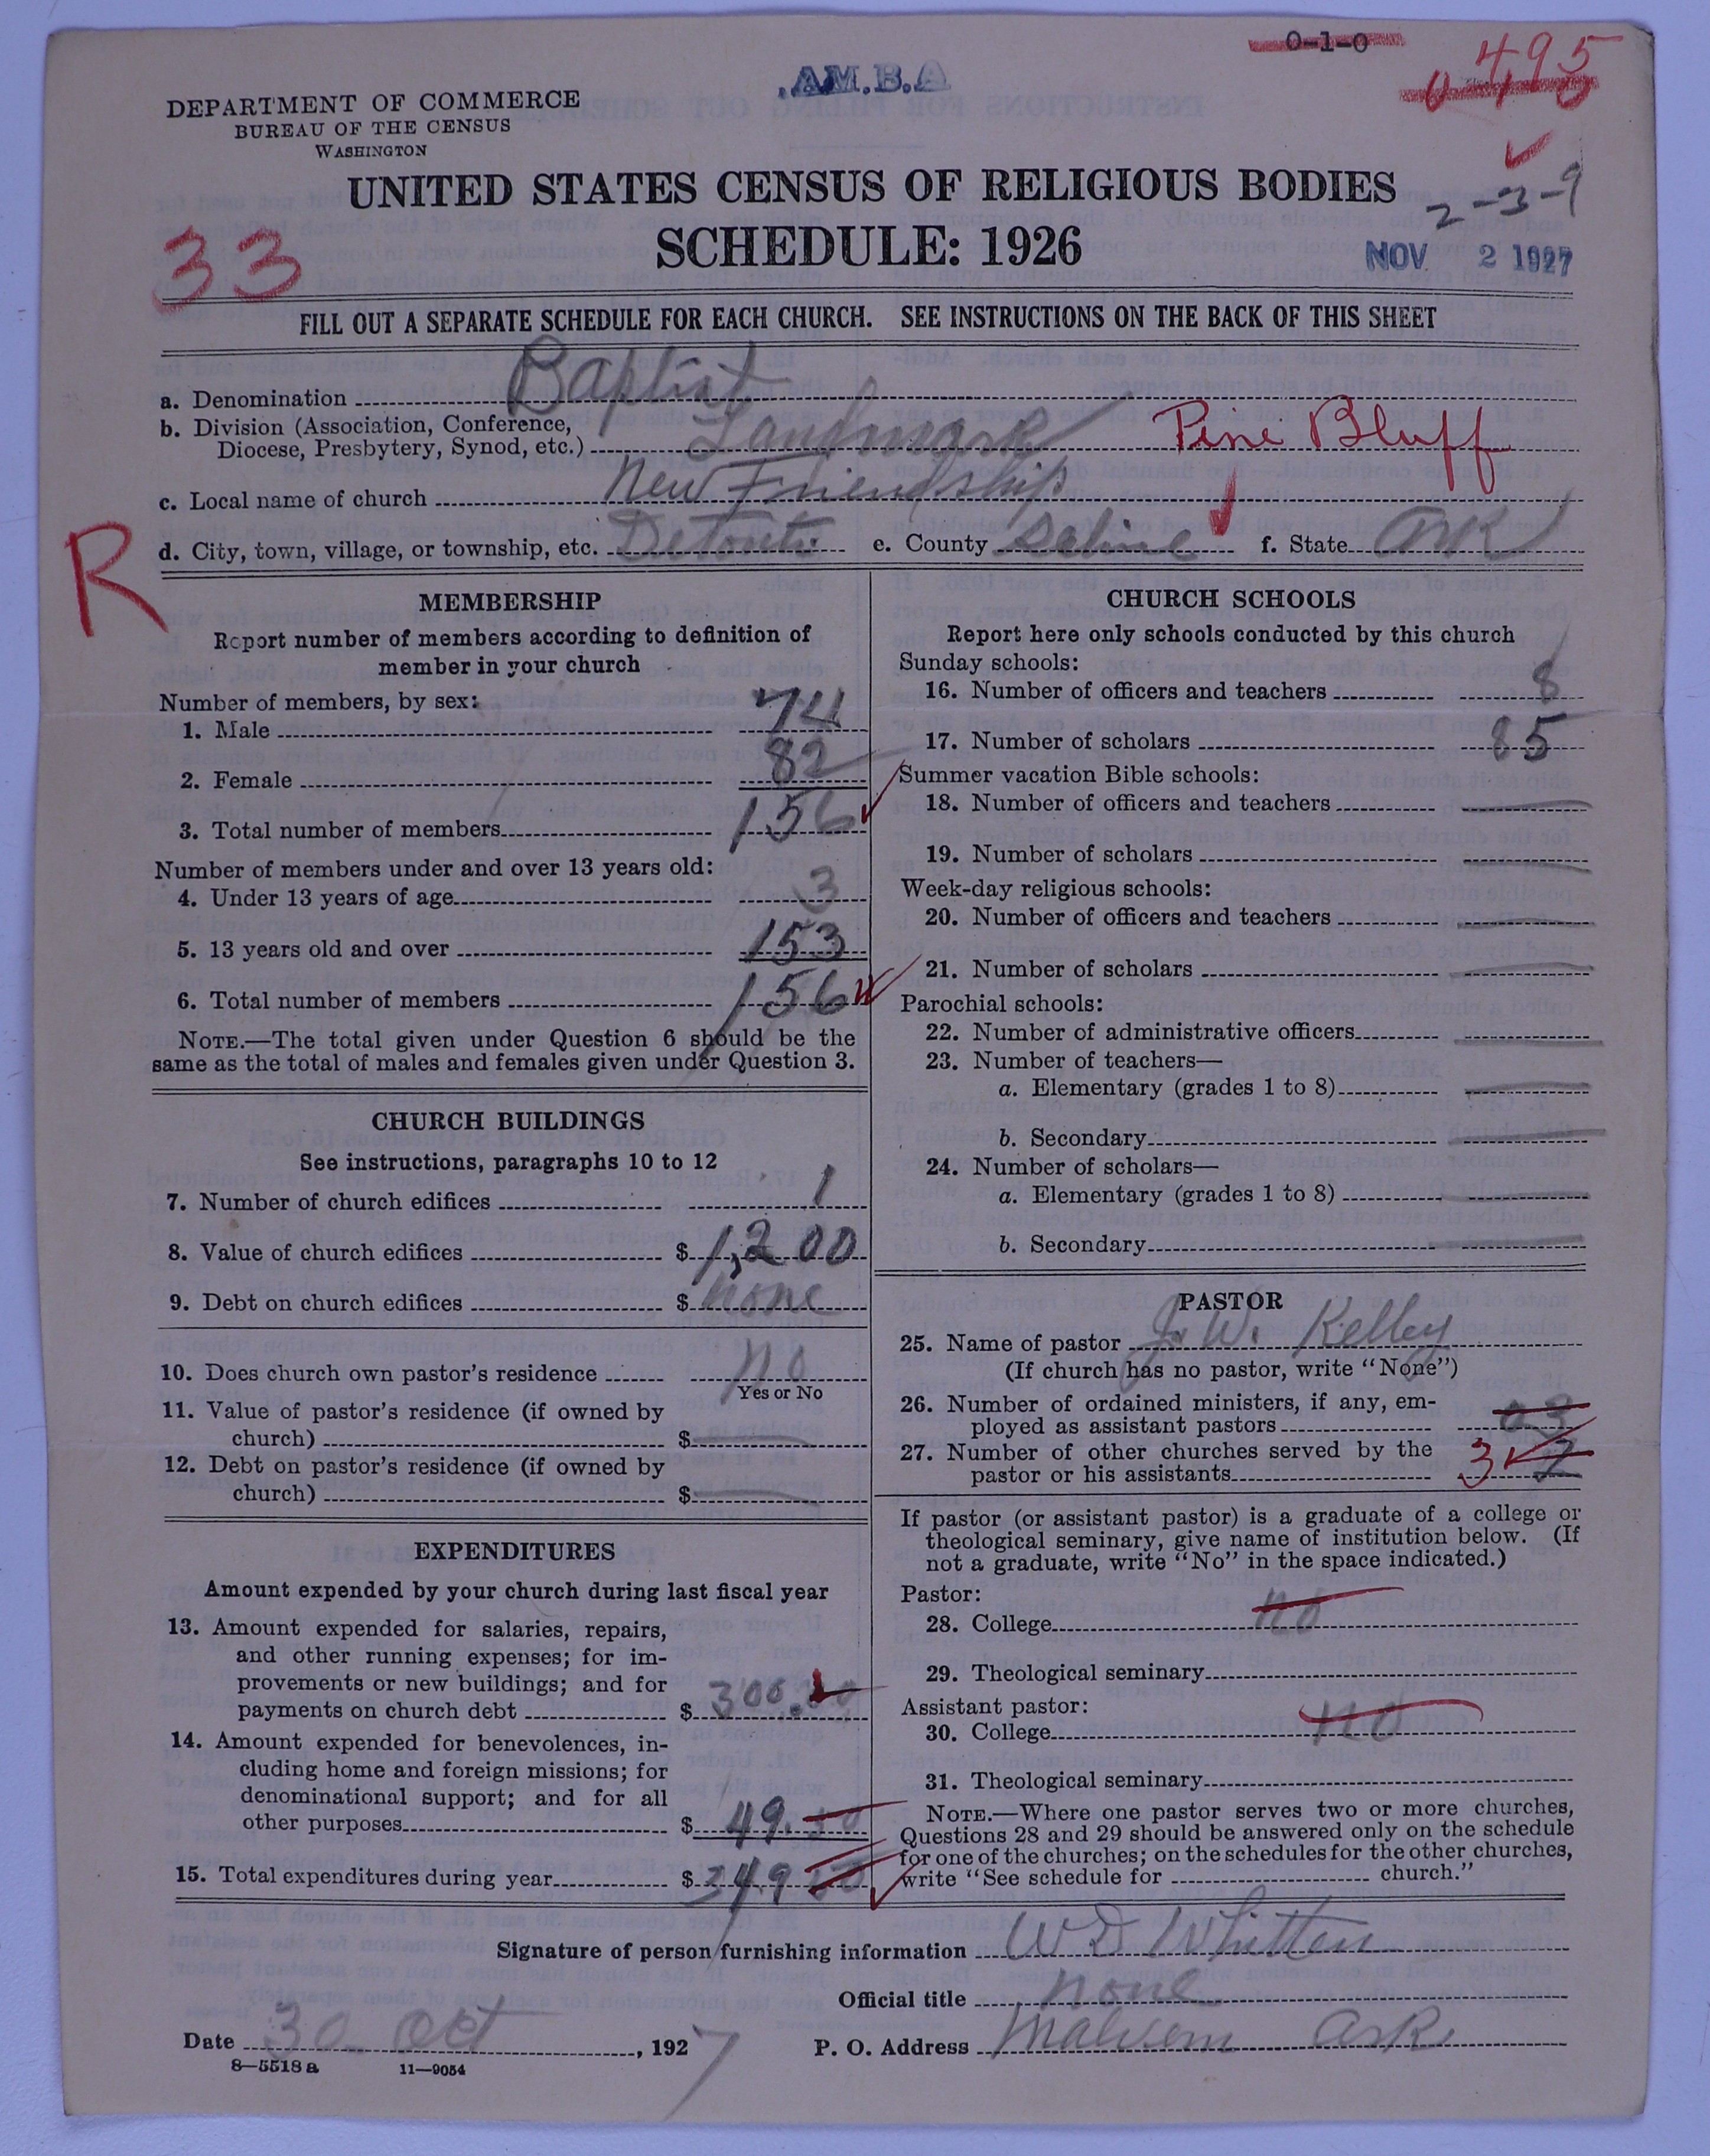 0-1-0
495
AM.B.A
DEPARTMENT OF COMMERCE
BUREAU OF THE CENSUS
WASHINGTON
UNITED STATES CENSUS OF RELIGIOUS BODIES
2-3-9
SCHEDULE: 1926
NOV 2 1927
33
FILL OUT A SEPARATE SCHEDULE FOR EACH CHURCH. SEE INSTRUCTIONS ON THE BACK OF THIS SHEET
a. Denomination Baptist
b. Division (Association, Conference,
Diocese, Presbytery, Synod, etc.) Landmark Pine Bluff
c. Local name of church New Friendship
d. City, town, village, or township, etc. Detonti e. County Saline f. State Ark
R
MEMBERSHIP
Report number of members according to definition of
member in your church
Number of members, by sex:
1. Male 74
2. Female 82
3. Total number of members 156
Number of members under and over 13 years old:
4. Under 13 years of age 3
5. 13 years old and over 153
6. Total number of members 156
NOTE.—The total given under Question 6 should be the
same as the total of males and females given under Question 3.
CHURCH BUILDINGS
See instructions, paragraphs 10 to 12
7. Number of church edifices 1
8. Value of church edifices $ 1,200
9. Debt on church edifices $ none
10. Does church own pastor's residence no
Yes or No
11. Value of pastor's residence (if owned by
church) $
12. Debt on pastor's residence (if owned by
church) $
EXPENDITURES
Amount expended by your church during last fiscal year
13. Amount expended for salaries, repairs,
and other running expenses; for im-
provements or new buildings; and for
payments on church debt $ 300.00
14. Amount expended for benevolences, in-
cluding home and foreign missions; for
denominational support; and for all
other purposes $ 49.50
15. Total expenditures during year $ 349 50
CHURCH SCHOOLS
Report here only schools conducted by this church
Sunday schools:
16. Number of officers and teachers 8
17. Number of scholars 85
Summer vacation Bible schools:
18. Number of officers and teachers
19. Number of scholars
Week-day religious schools:
20. Number of officers and teachers
21. Number of scholars
Parochial schools:
22. Number of administrative officers
23. Number of teachers—
a. Elementary (grades 1 to 8)
b. Secondary
24. Number of scholars—
a. Elementary (grades 1 to 8)
b. Secondary
PASTOR
25. Name of pastor J. W. Kelley
(If church has no pastor, write "None")
26. Number of ordained ministers, if any, em-
ployed as assistant pastors
27. Number of other churches served by the
pastor or his assistants 3 2
If pastor (or assistant pastor) is a graduate of a college or
theological seminary, give name of institution below. (If
not a graduate, write "No" in the space indicated.)
Pastor:
28. College no
29. Theological seminary
Assistant pastor:
30. College no
31. Theological seminary
NOTE.—Where one pastor serves two or more churches,
Questions 28 and 29 should be answered only on the schedule
for one of the churches; on the schedules for the other churches,
write "See schedule for church."
Signature of person furnishing information W D Whitten
Official title none
Date 30 Oct, 1927 P. O. Address Malvern Ark
8—5518 a 11—9054